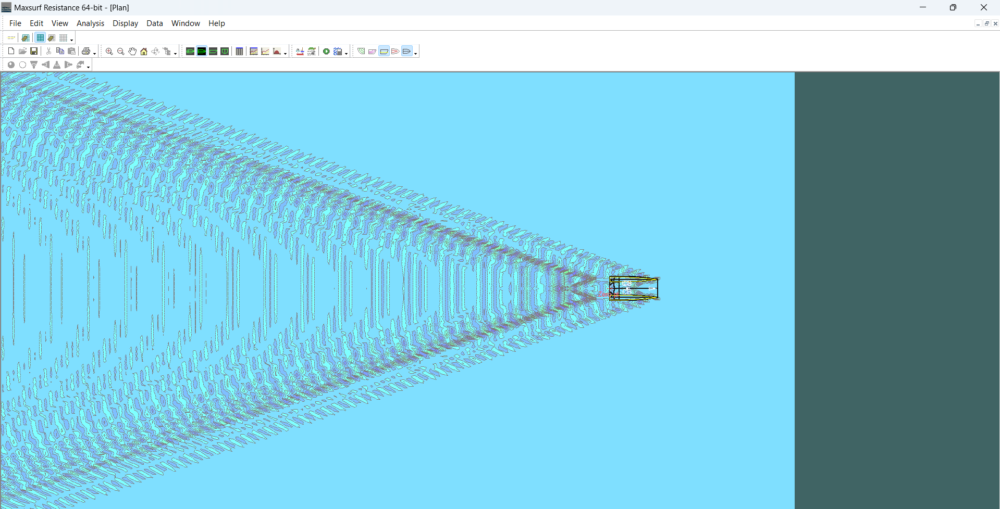 Maxsurf Resistance 64-bit - [Plan]
File Edit View Analysis Display Data Window Help